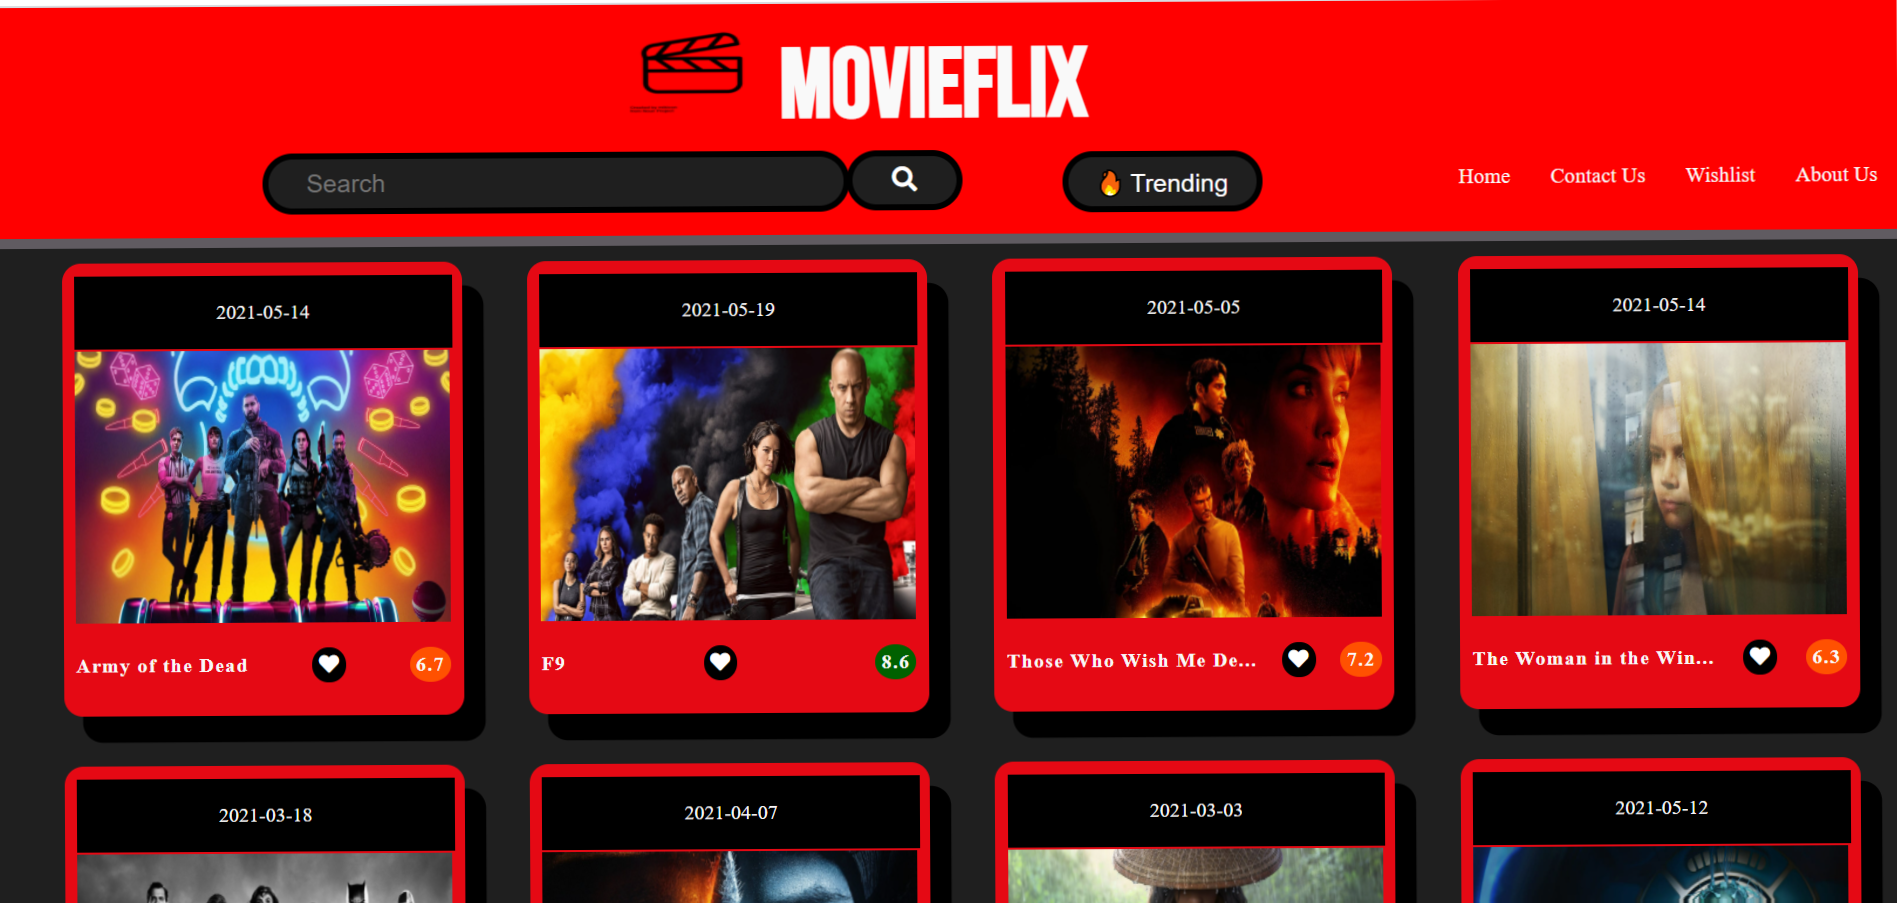 MOVIEFLIX
Search
Trending
Home Contact Us Wishlist About Us
2021-05-14 2021-05-19 2021-05-05 2021-05-14
Army of the Dead 6.7 F9 8.6 Those Who Wish Me De... 7.2 The Woman in the Win... 6.3
2021-03-18 2021-04-07 2021-03-03 2021-05-12